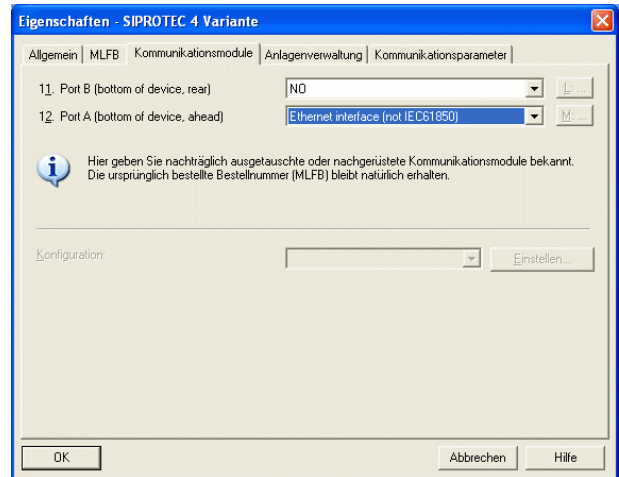 Eigenschaften - SIPROTEC 4 Variante
Allgemein MLFB Kommunikationsmodule Anlagenverwaltung Kommunikationsparameter
11. Port B (bottom of device, rear) NO L: ...
12. Port A (bottom of device, ahead) Ethernet interface (not IEC61850) M: ...
Hier geben Sie nachträglich ausgetauschte oder nachgerüstete Kommunikationsmodule bekannt.
Die ursprünglich bestellte Bestellnummer (MLFB) bleibt natürlich erhalten.
Konfiguration: Einstellen...
OK Abbrechen Hilfe